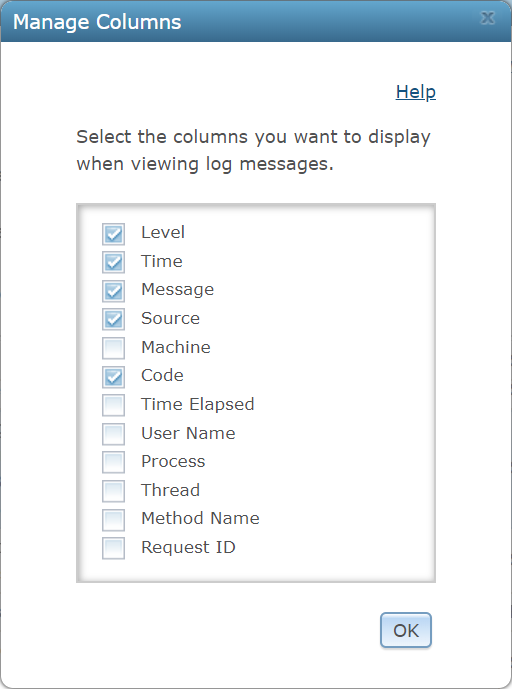 Manage Columns
Help
Select the columns you want to display
when viewing log messages.
Level
Time
Message
Source
Machine
Code
Time Elapsed
User Name
Process
Thread
Method Name
Request ID
OK